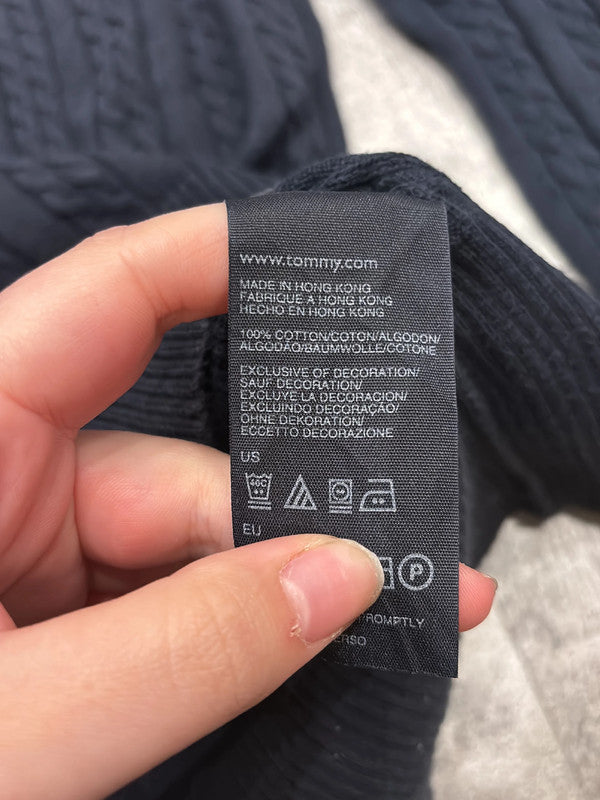 www.tommy.com
MADE IN HONG KONG
FABRIQUE A HONG KONG
HECHO EN HONG KONG
100% COTTON/COTON/ALGODON/
ALGODÃO/BAUMWOLLE/COTONE
EXCLUSIVE OF DECORATION/
SAUF DECORATION/
EXCLUYE LA DECORACION/
EXCLUINDO DECORAÇÃO/
OHNE DEKORATION/
ECCETTO DECORAZIONE
US
40C
EU
P
PROMPTLY